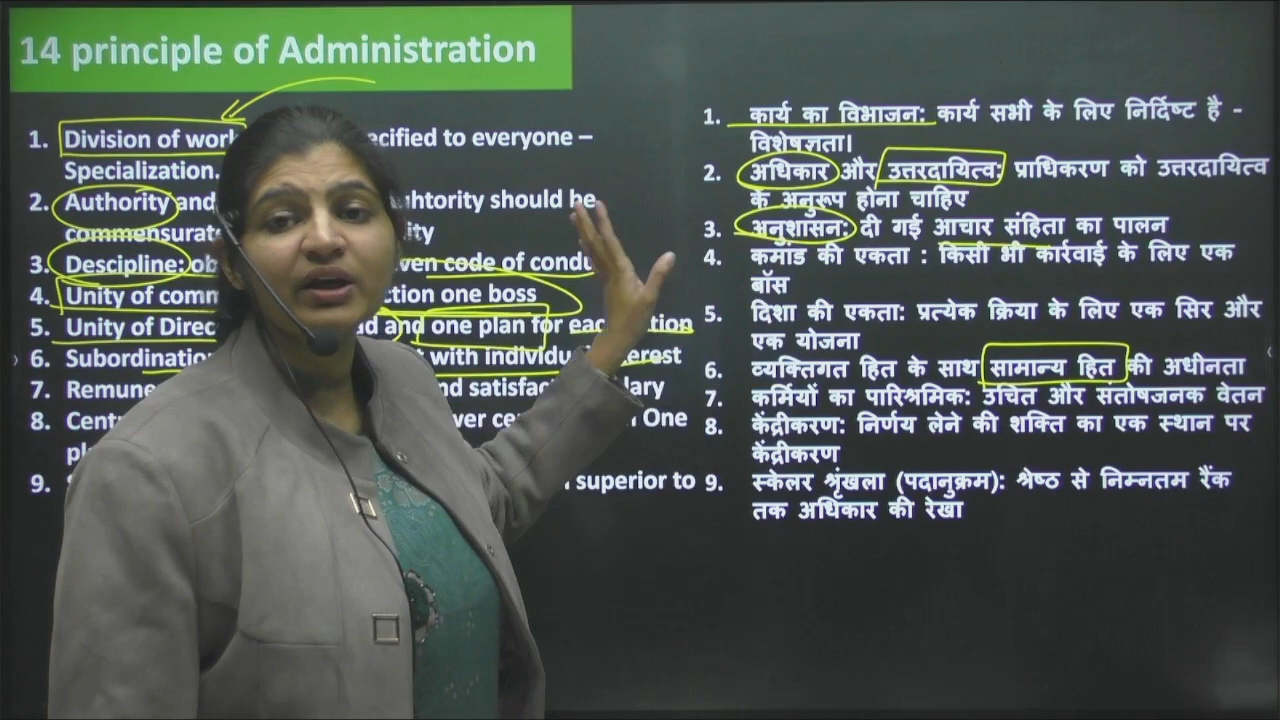 14 principle of Administration
1. Division of work ecified to everyone –
Specialization.
2. Authority and uhtority should be
commensurate ity
3. Descipline: ob ven code of condu
4. Unity of comm ction one boss
5. Unity of Direc ad and one plan for each tion
6. Subordination t with individu terest
7. Remune nd satisfac lary
8. Cent ver ce One
pl
9. superior to
1. कार्य का विभाजन: कार्य सभी के लिए निर्दिष्ट है -
विशेषज्ञता।
2. अधिकार और उत्तरदायित्व: प्राधिकरण को उत्तरदायित्व
के अनुरूप होना चाहिए
3. अनुशासन: दी गई आचार संहिता का पालन
4. कमांड की एकता : किसी भी कार्रवाई के लिए एक
बॉस
5. दिशा की एकता: प्रत्येक क्रिया के लिए एक सिर और
एक योजना
6. व्यक्तिगत हित के साथ सामान्य हित की अधीनता
7. कर्मियों का पारिश्रमिक: उचित और संतोषजनक वेतन
8. केंद्रीकरण: निर्णय लेने की शक्ति का एक स्थान पर
केंद्रीकरण
9. स्केलर श्रृंखला (पदानुक्रम): श्रेष्ठ से निम्नतम रैंक
तक अधिकार की रेखा